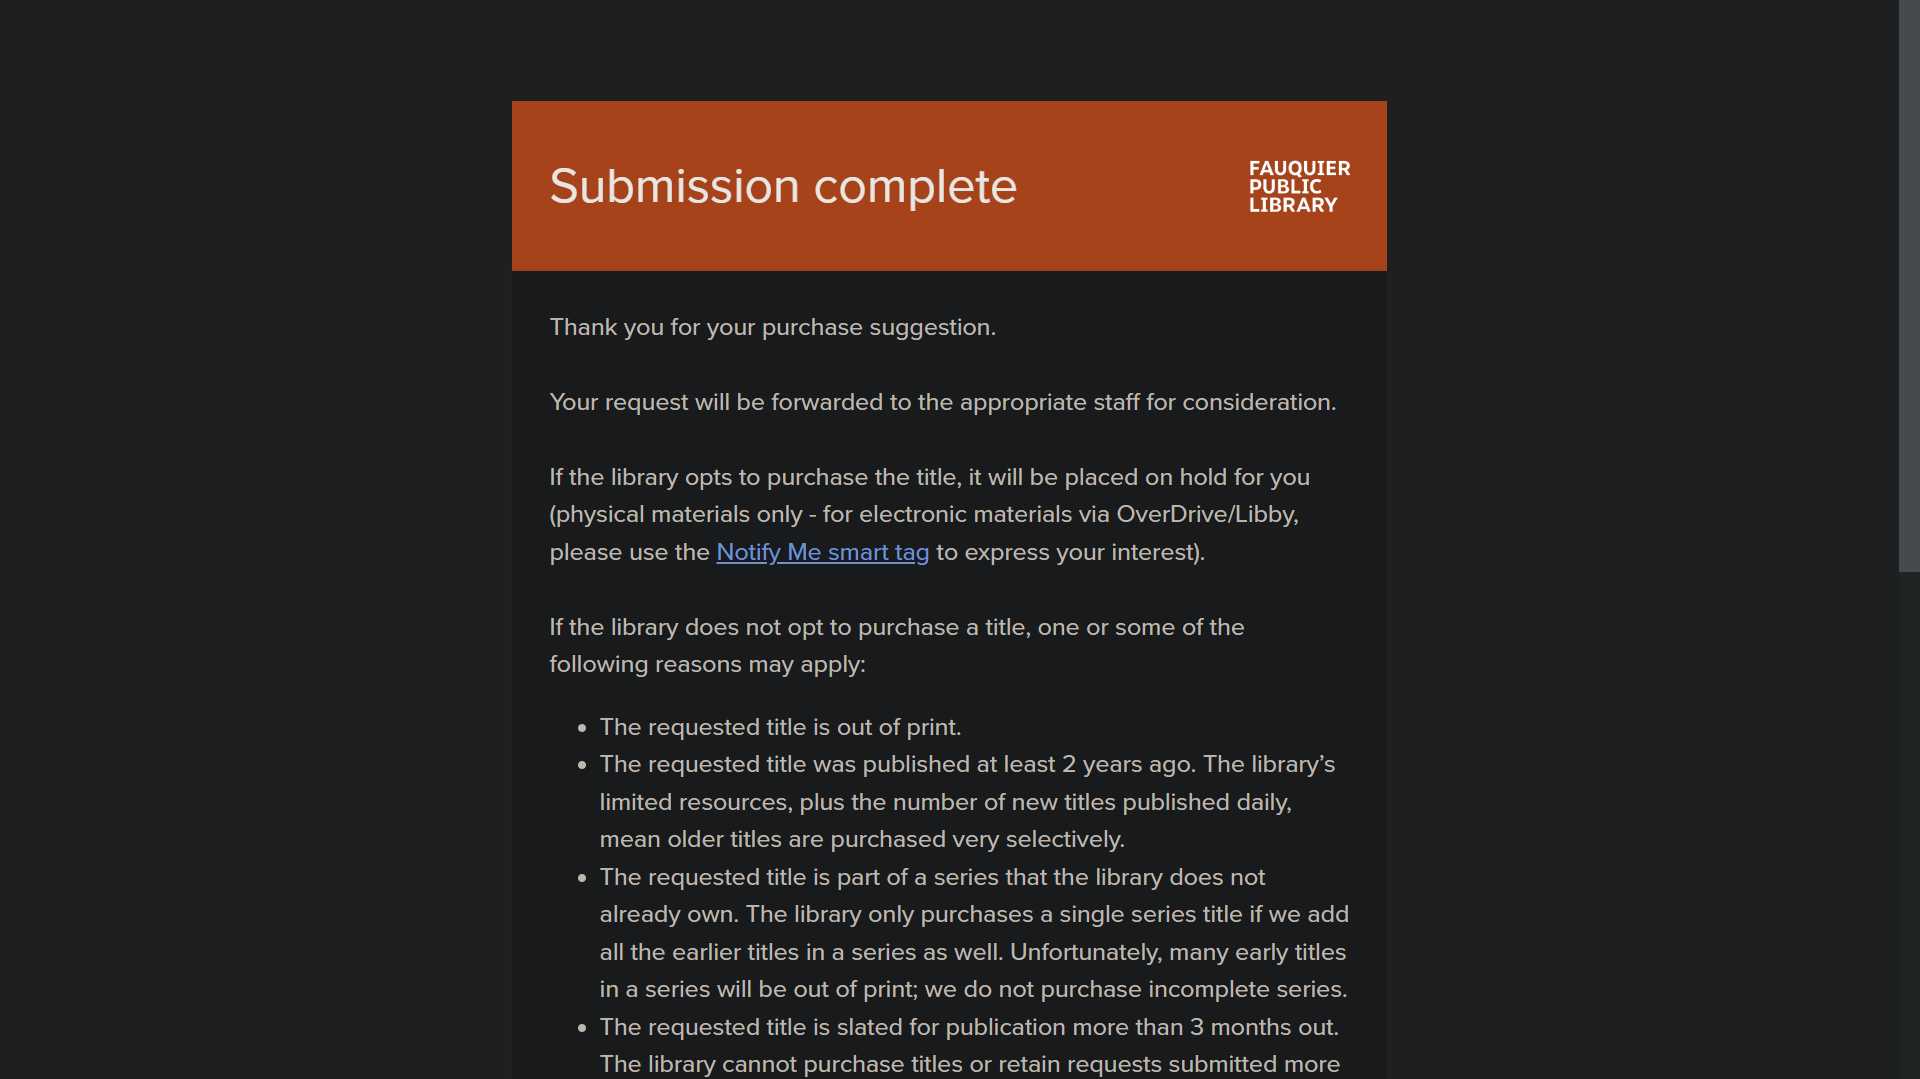 Submission complete
FAUQUIER
PUBLIC
LIBRARY
Thank you for your purchase suggestion.
Your request will be forwarded to the appropriate staff for consideration.
If the library opts to purchase the title, it will be placed on hold for you
(physical materials only - for electronic materials via OverDrive/Libby,
please use the Notify Me smart tag to express your interest).
If the library does not opt to purchase a title, one or some of the
following reasons may apply:
• The requested title is out of print.
• The requested title was published at least 2 years ago. The library’s
limited resources, plus the number of new titles published daily,
mean older titles are purchased very selectively.
• The requested title is part of a series that the library does not
already own. The library only purchases a single series title if we add
all the earlier titles in a series as well. Unfortunately, many early titles
in a series will be out of print; we do not purchase incomplete series.
• The requested title is slated for publication more than 3 months out.
The library cannot purchase titles or retain requests submitted more